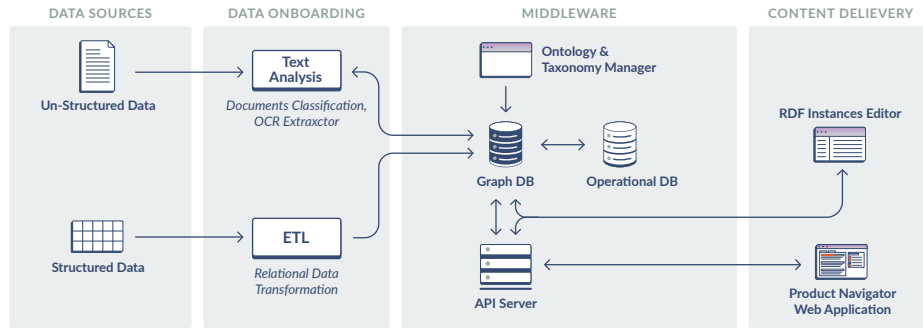 DATA SOURCES
DATA ONBOARDING
MIDDLEWARE
CONTENT DELIEVERY
Un-Structured Data
Structured Data
Text
Analysis
Documents Classification,
OCR Extraxctor
ETL
Relational Data
Transformation
Ontology &
Taxonomy Manager
Graph DB
Operational DB
API Server
RDF Instances Editor
Product Navigator
Web Application